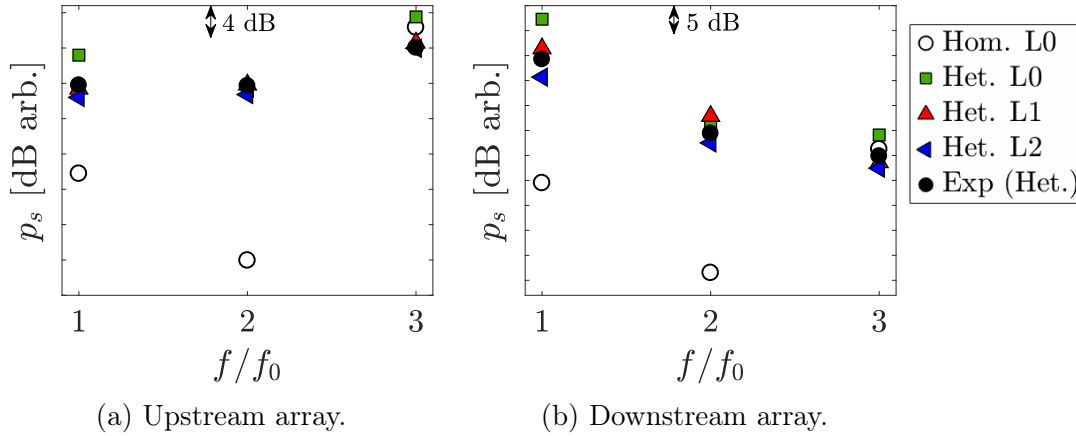 4 dB
p_s [dB arb.]
1 2 3
f/f_0
(a) Upstream array.
5 dB
p_s [dB arb.]
1 2 3
f/f_0
(b) Downstream array.
Hom. L0
Het. L0
Het. L1
Het. L2
Exp (Het.)